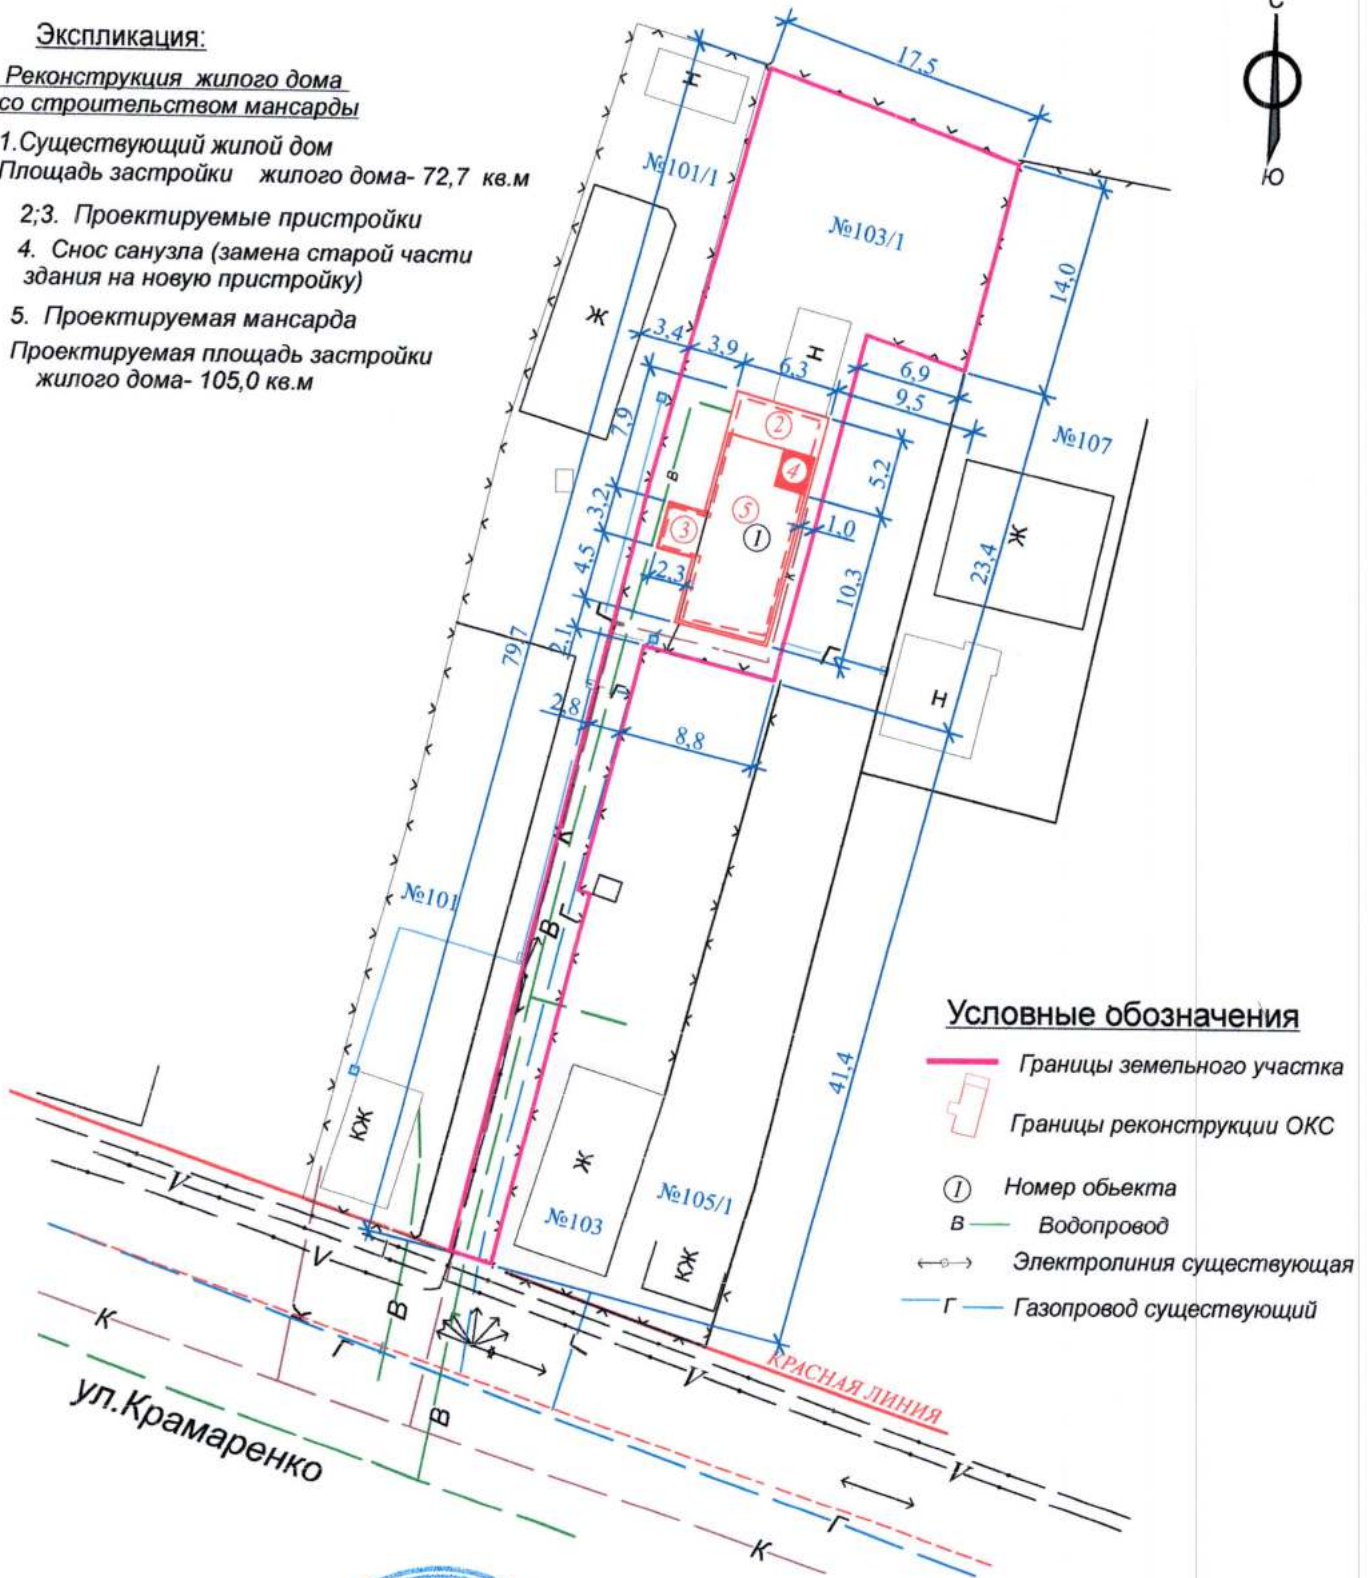 С
Ю
Экспликация:
Реконструкция жилого дома
со строительством мансарды
1.Существующий жилой дом
Площадь застройки жилого дома- 72,7 кв.м
2;3. Проектируемые пристройки
4. Снос санузла (замена старой части
здания на новую пристройку)
5. Проектируемая мансарда
Проектируемая площадь застройки
жилого дома- 105,0 кв.м
17,5
Н
№101/1
№103/1
14,0
Ж
3,4
3,9
6,3
Н
6,9
9,5
№107
7,9
2
В
4
5,2
3,2
3
5
1
1,0
Ж
4,5
2,3
10,3
23,4
Г
2,1
Г
79,7
Г
Н
2,8
8,8
№101
В
Г
41,4
КЖ
Ж
№103
№105/1
КЖ
Условные обозначения
Границы земельного участка
Границы реконструкции ОКС
1 Номер обьекта
В Водопровод
Электролиния существующая
Г Газопровод существующий
V
V
В
К
К
Г
Г
В
V
КРАСНАЯ ЛИНИЯ
V
ул.Крамаренко
Г
К